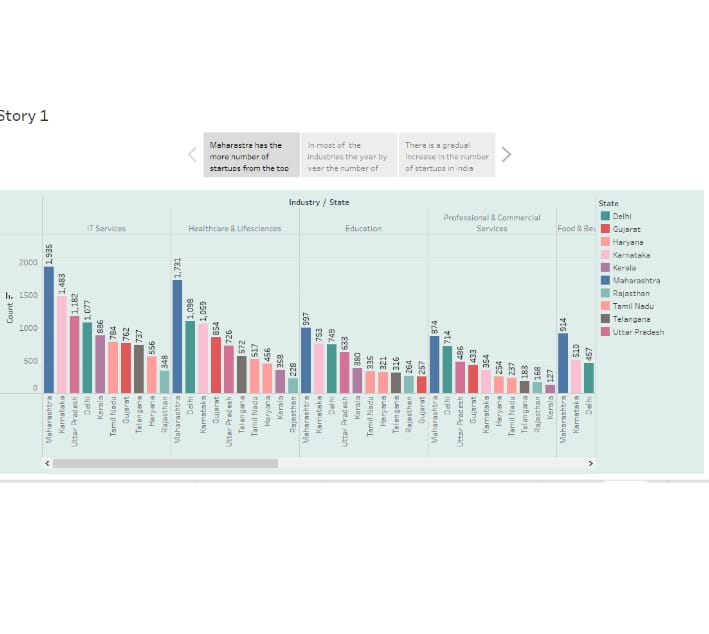 Story 1
Maharastra has the
more number of
startups from the top
In most of the
industries the year by
year the number of
There is a gradual
increase in the number
of startups in india
Industry / State
IT Services
Healthcare & Lifesciences
Education
Professional & Commercial
Services
Food & Bev
State
Delhi
Gujarat
Haryana
Karnataka
Kerala
Maharashtra
Rajasthan
Tamil Nadu
Telangana
Uttar Pradesh
Count
2000
1500
1000
500
0
1,935
1,483
1,182
1,077
886
784
762
737
556
348
1,731
1,098
1,059
854
726
572
517
456
358
228
997
753
749
633
380
335
321
316
264
257
874
714
486
433
354
254
237
183
168
127
914
510
457
Maharashtra
Karnataka
Uttar Pradesh
Delhi
Kerala
Tamil Nadu
Gujarat
Telangana
Haryana
Rajasthan
Maharashtra
Delhi
Karnataka
Gujarat
Uttar Pradesh
Telangana
Tamil Nadu
Haryana
Kerala
Rajasthan
Maharashtra
Karnataka
Delhi
Uttar Pradesh
Kerala
Tamil Nadu
Haryana
Telangana
Rajasthan
Gujarat
Maharashtra
Delhi
Uttar Pradesh
Gujarat
Karnataka
Haryana
Tamil Nadu
Telangana
Rajasthan
Kerala
Maharashtra
Karnataka
Delhi